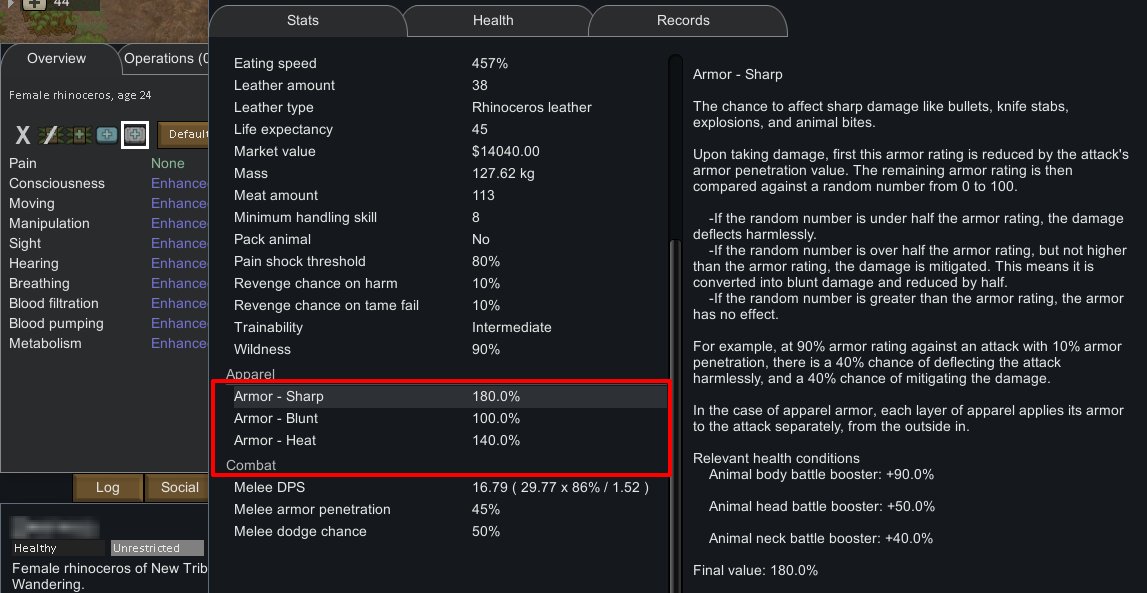 44
Stats
Health
Records
Overview
Operations (0
Female rhinoceros, age 24
X
Default
Pain None
Consciousness Enhanced
Moving Enhanced
Manipulation Enhanced
Sight Enhanced
Hearing Enhanced
Breathing Enhanced
Blood filtration Enhanced
Blood pumping Enhanced
Metabolism Enhanced
Log
Social
Healthy
Unrestricted
Female rhinoceros of New Trib
Wandering.
Eating speed 457%
Leather amount 38
Leather type Rhinoceros leather
Life expectancy 45
Market value $14040.00
Mass 127.62 kg
Meat amount 113
Minimum handling skill 8
Pack animal No
Pain shock threshold 80%
Revenge chance on harm 10%
Revenge chance on tame fail 10%
Trainability Intermediate
Wildness 90%
Apparel
Armor - Sharp 180.0%
Armor - Blunt 100.0%
Armor - Heat 140.0%
Combat
Melee DPS 16.79 ( 29.77 x 86% / 1.52 )
Melee armor penetration 45%
Melee dodge chance 50%
Armor - Sharp
The chance to affect sharp damage like bullets, knife stabs,
explosions, and animal bites.
Upon taking damage, first this armor rating is reduced by the attack's
armor penetration value. The remaining armor rating is then
compared against a random number from 0 to 100.
-If the random number is under half the armor rating, the damage
deflects harmlessly.
-If the random number is over half the armor rating, but not higher
than the armor rating, the damage is mitigated. This means it is
converted into blunt damage and reduced by half.
-If the random number is greater than the armor rating, the armor
has no effect.
For example, at 90% armor rating against an attack with 10% armor
penetration, there is a 40% chance of deflecting the attack
harmlessly, and a 40% chance of mitigating the damage.
In the case of apparel armor, each layer of apparel applies its armor
to the attack separately, from the outside in.
Relevant health conditions
Animal body battle booster: +90.0%
Animal head battle booster: +50.0%
Animal neck battle booster: +40.0%
Final value: 180.0%